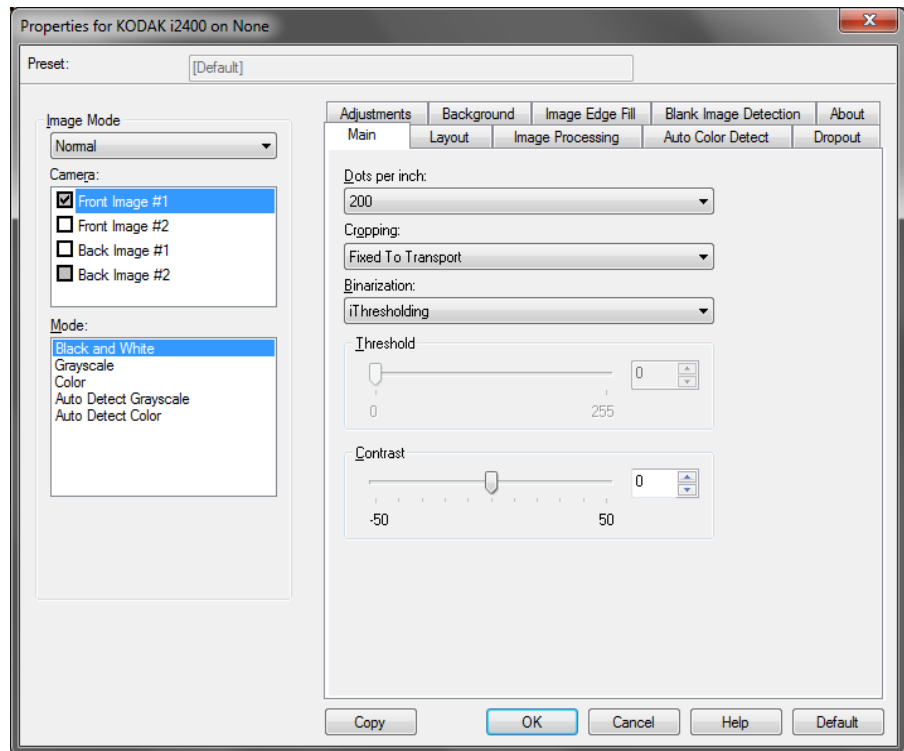 Properties for KODAK i2400 on None
x
Preset:
[Default]
Image Mode
Normal
Camera:
Front Image #1
Front Image #2
Back Image #1
Back Image #2
Mode:
Black and White
Grayscale
Color
Auto Detect Grayscale
Auto Detect Color
Adjustments Background Image Edge Fill Blank Image Detection About
Main Layout Image Processing Auto Color Detect Dropout
Dots per inch:
200
Cropping:
Fixed To Transport
Binarization:
iThresholding
Threshold
0
0 255
Contrast
0
-50 50
Copy OK Cancel Help Default